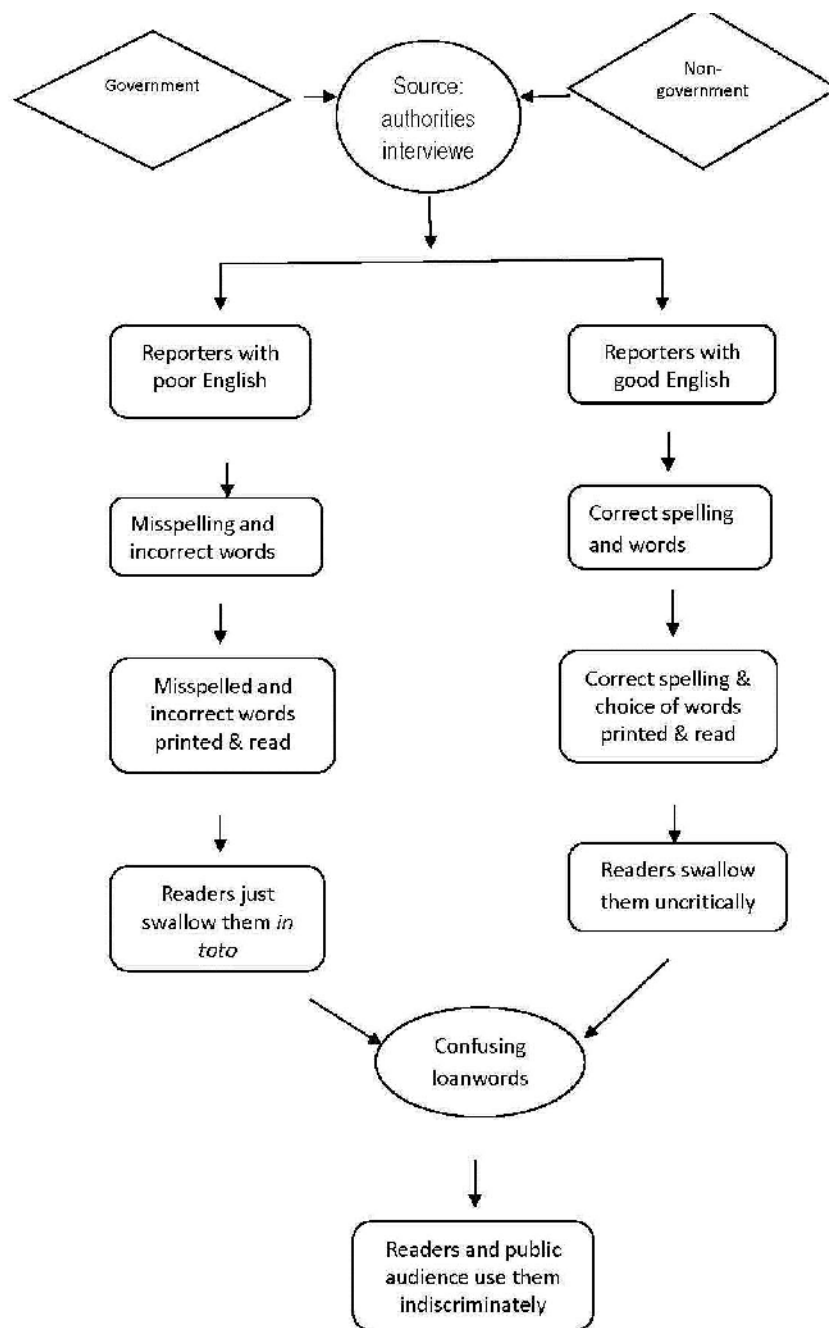 Government
Source:
authorities
interviewe
Non-
government
Reporters with
poor English
Reporters with
good English
Misspelling and
incorrect words
Correct spelling
and words
Misspelled and
incorrect words
printed & read
Correct spelling &
choice of words
printed & read
Readers just
swallow them in
toto
Readers swallow
them uncritically
Confusing
loanwords
Readers and public
audience use them
indiscriminately